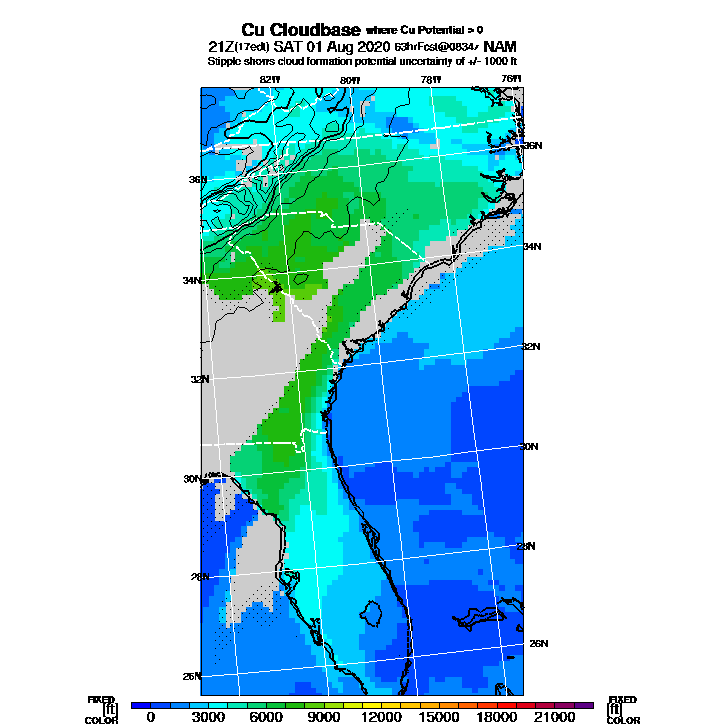 Cu Cloudbase where Cu Potential > 0
21Z(17edt) SAT 01 Aug 2020 63hrFcst@0834z NAM
Stipple shows cloud formation potential uncertainty of +/- 1000 ft
82W 80W 78W 76W
36N
36N
34N
34N
32N
32N
30N
30N
28N
28N
26N
26N
FIXED FIXED
[ft] [ft]
COLOR COLOR
0 3000 6000 9000 12000 15000 18000 21000